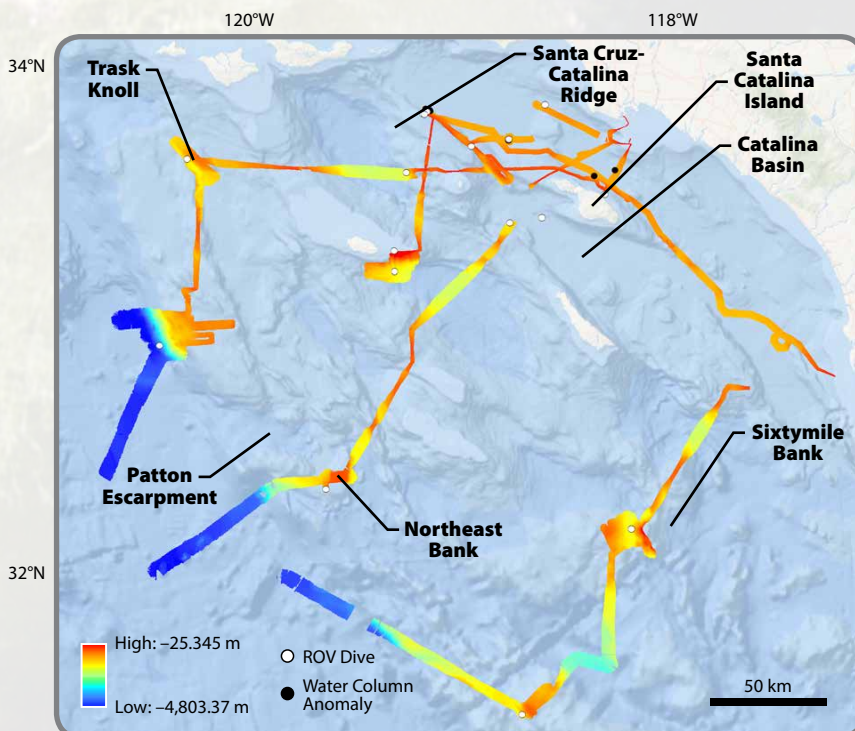 120°W
118°W
34°N
32°N
Trask
Knoll
Santa Cruz-
Catalina
Ridge
Santa
Catalina
Island
Catalina
Basin
Patton
Escarpment
Northeast
Bank
Sixtymile
Bank
High: –25.345 m
Low: –4,803.37 m
ROV Dive
Water Column
Anomaly
50 km